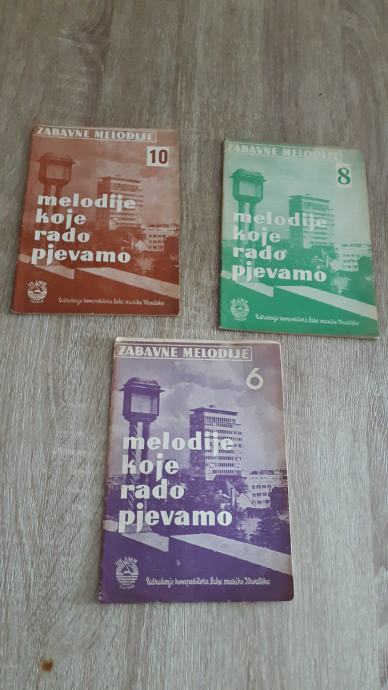 ZABAVNE MELODIJE
10
melodije
koje
rado
pjevamo
Udruženje kompozitora lake muzike Hrvatske
ZABAVNE MELODIJE
8
melodije
koje
rado
pjevamo
Udruženje kompozitora lake muzike Hrvatske
ZABAVNE MELODIJE
6
melodije
koje
rado
pjevamo
Udruženje kompozitora lake muzike Hrvatske